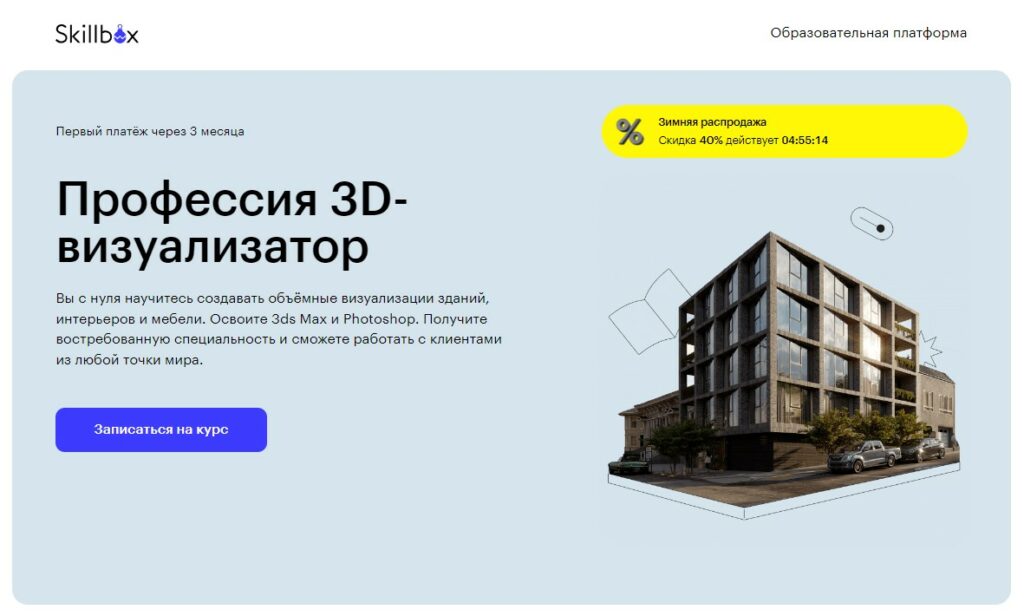 Skillbox
Образовательная платформа
Первый платёж через 3 месяца
%
Зимняя распродажа
Скидка 40% действует 04:55:14
Профессия 3D-
визуализатор
Вы с нуля научитесь создавать объёмные визуализации зданий,
интерьеров и мебели. Освоите 3ds Max и Photoshop. Получите
востребованную специальность и сможете работать с клиентами
из любой точки мира.
Записаться на курс